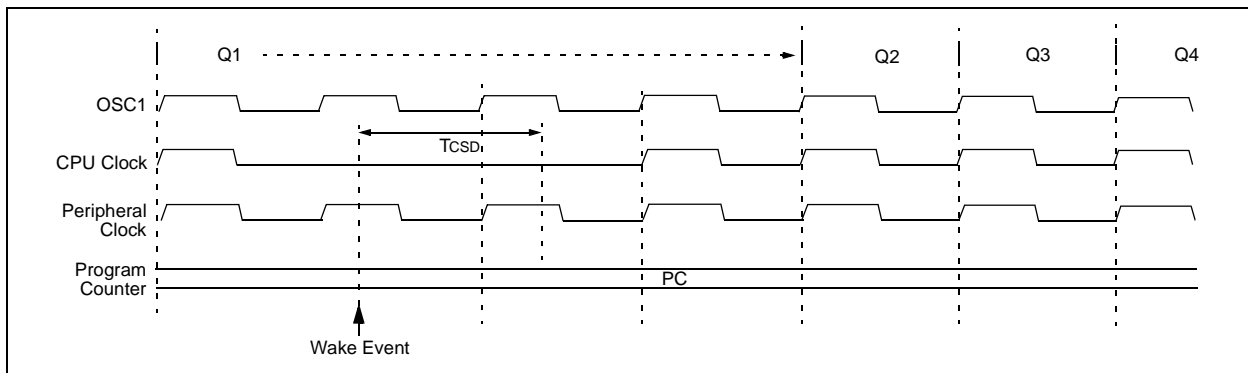 Q1 Q2 Q3 Q4
OSC1
TCSD
CPU Clock
Peripheral
Clock
Program
Counter
PC
Wake Event